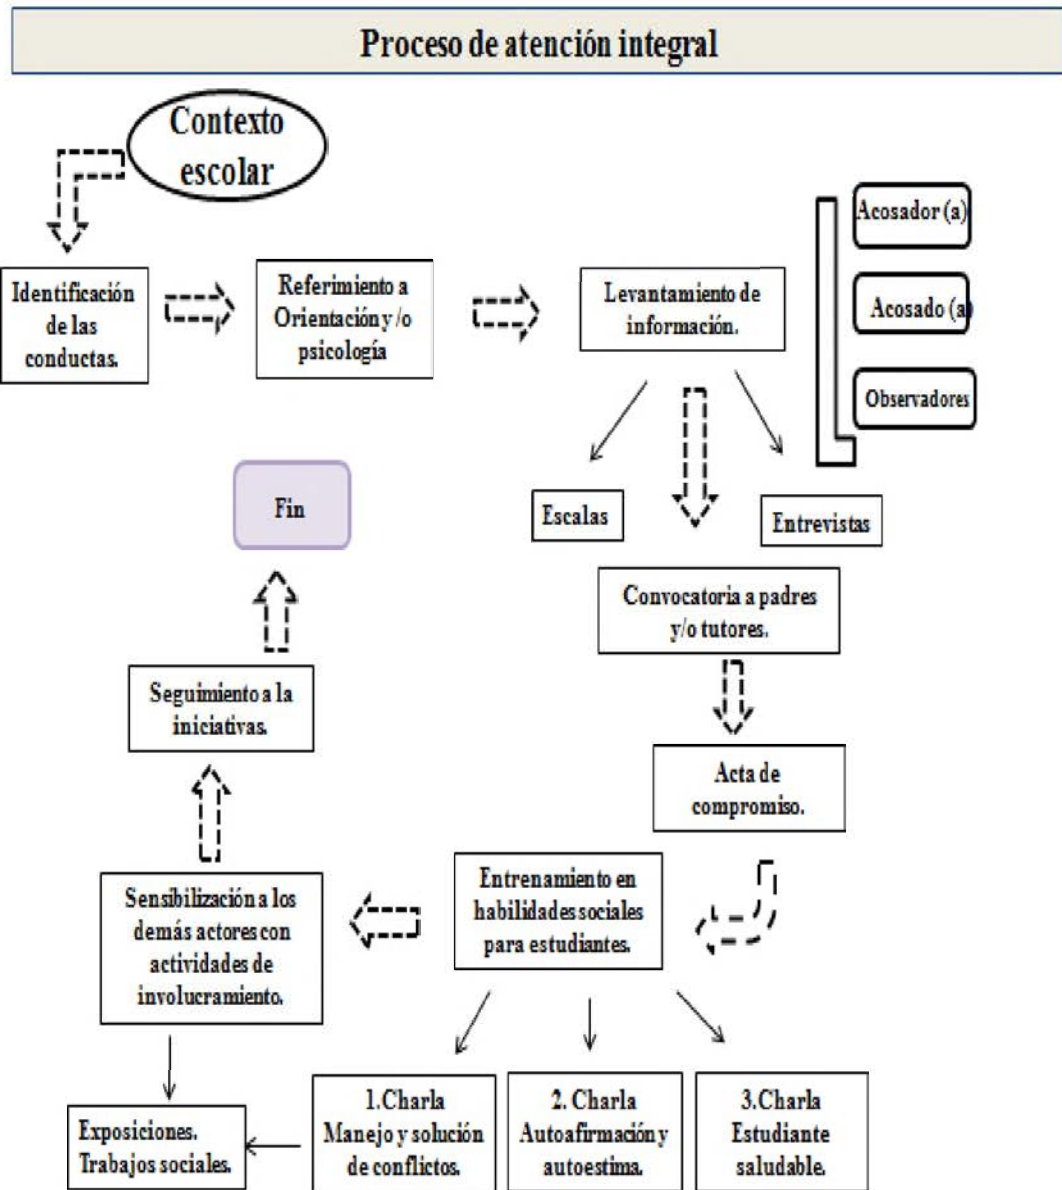 Proceso de atención integral
Contexto
escolar
Identificación
de las
conductas.
Referimiento a
Orientación y /o
psicología
Levantamiento de
información.
Acosador (a)
Acosado (a)
Observadores
Escalas
Entrevistas
Convocatoria a padres
y/o tutores.
Acta de
compromiso.
Entrenamiento en
habilidades sociales
para estudiantes.
1.Charla
Manejo y solución
de conflictos.
2. Charla
Autoafirmación y
autoestima.
3.Charla
Estudiante
saludable.
Sensibilización a los
demás actores con
actividades de
involucramiento.
Exposiciones.
Trabajos sociales.
Seguimiento a la
iniciativas.
Fin